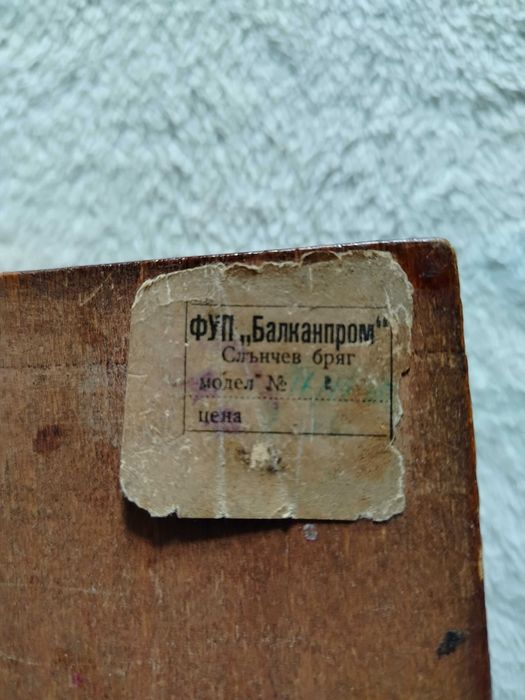 ФУП „Балканпром“
Слънчев бряг
модел №
цена